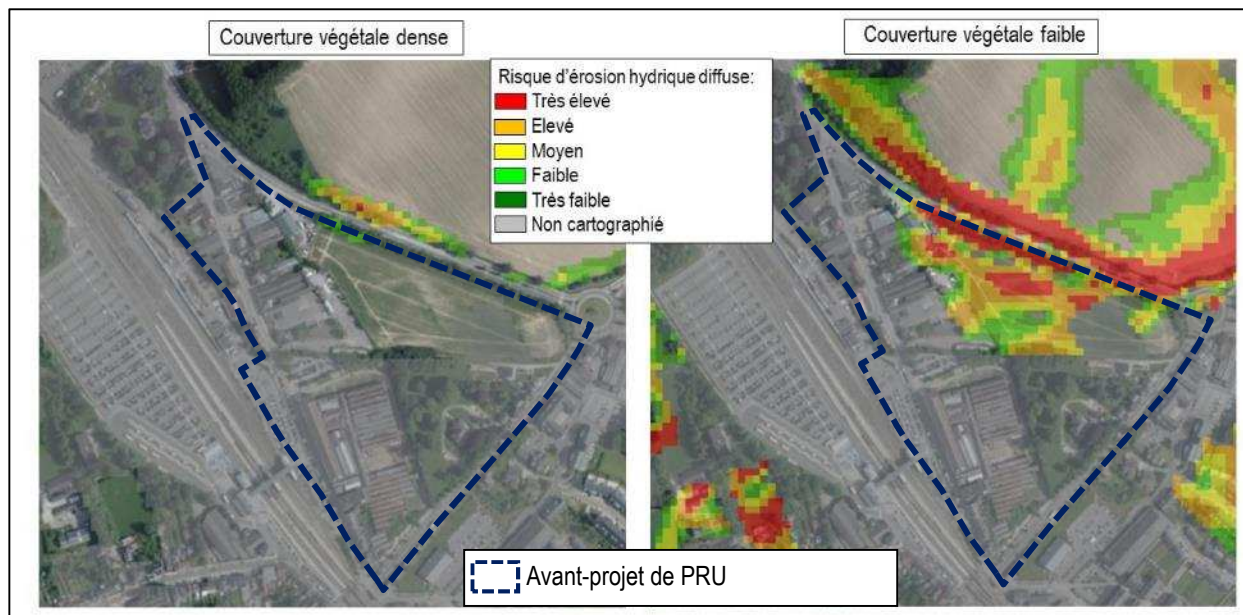 Couverture végétale dense
Couverture végétale faible
Risque d'érosion hydrique diffuse:
Très élevé
Elevé
Moyen
Faible
Très faible
Non cartographié
Avant-projet de PRU